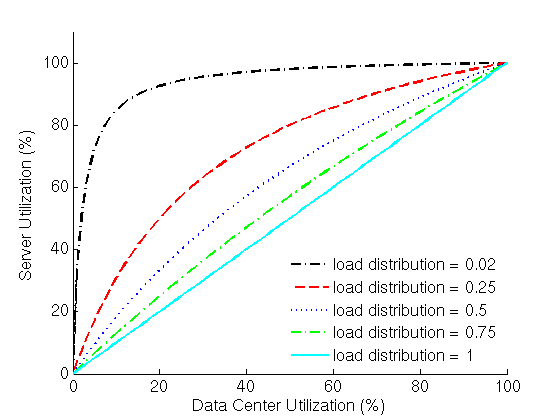 100
80
60
40
20
0
Server Utilization (%)
load distribution = 0.02
load distribution = 0.25
load distribution = 0.5
load distribution = 0.75
load distribution = 1
0 20 40 60 80 100
Data Center Utilization (%)